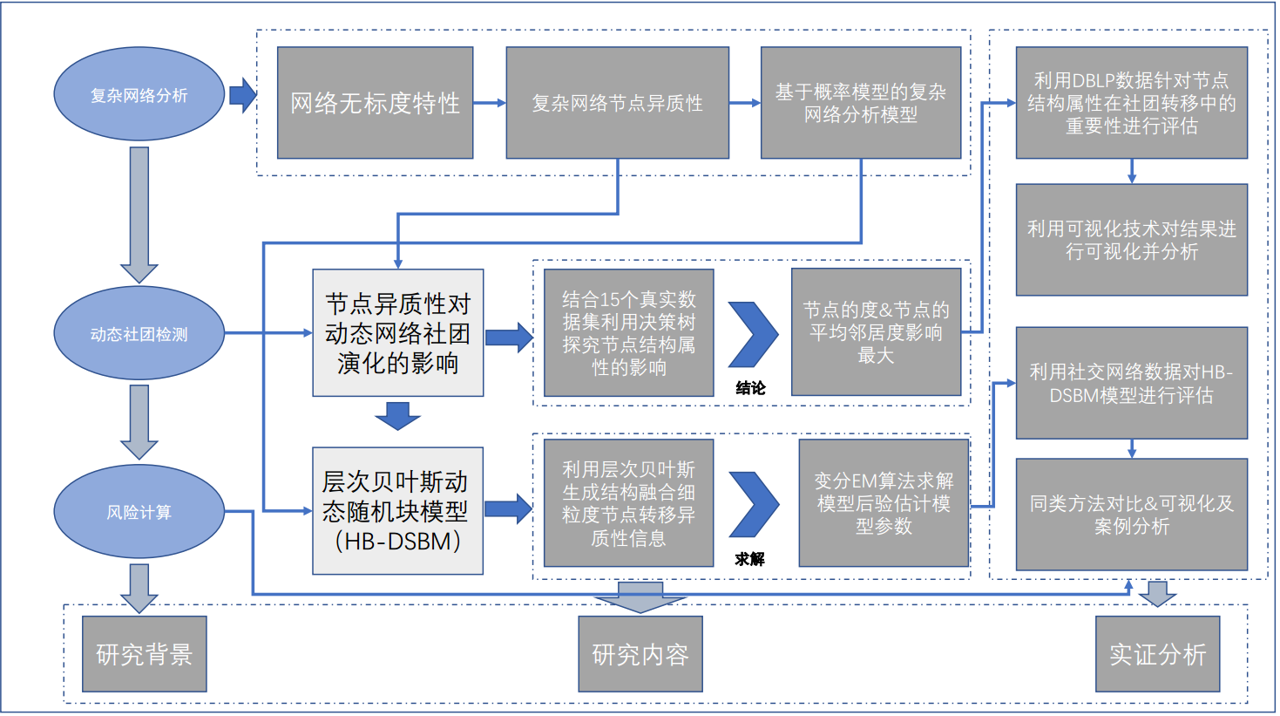 复杂网络分析
网络无标度特性
复杂网络节点异质性
基于概率模型的复杂
网络分析模型
利用DBLP数据针对节点
结构属性在社团转移中的
重要性进行评估
利用可视化技术对结果进
行可视化并分析
动态社团检测
节点异质性对
动态网络社团
演化的影响
结合15个真实数
据集利用决策树
探究节点结构属
性的影响
结论
节点的度&节点的
平均邻居度影响
最大
利用社交网络数据对HB-
DSBM模型进行评估
风险计算
层次贝叶斯动
态随机块模型
（HB-DSBM）
利用层次贝叶斯
生成结构融合细
粒度节点转移异
质性信息
求解
变分EM算法求解
模型后验估计模
型参数
同类方法对比&可视化及
案例分析
研究背景
研究内容
实证分析